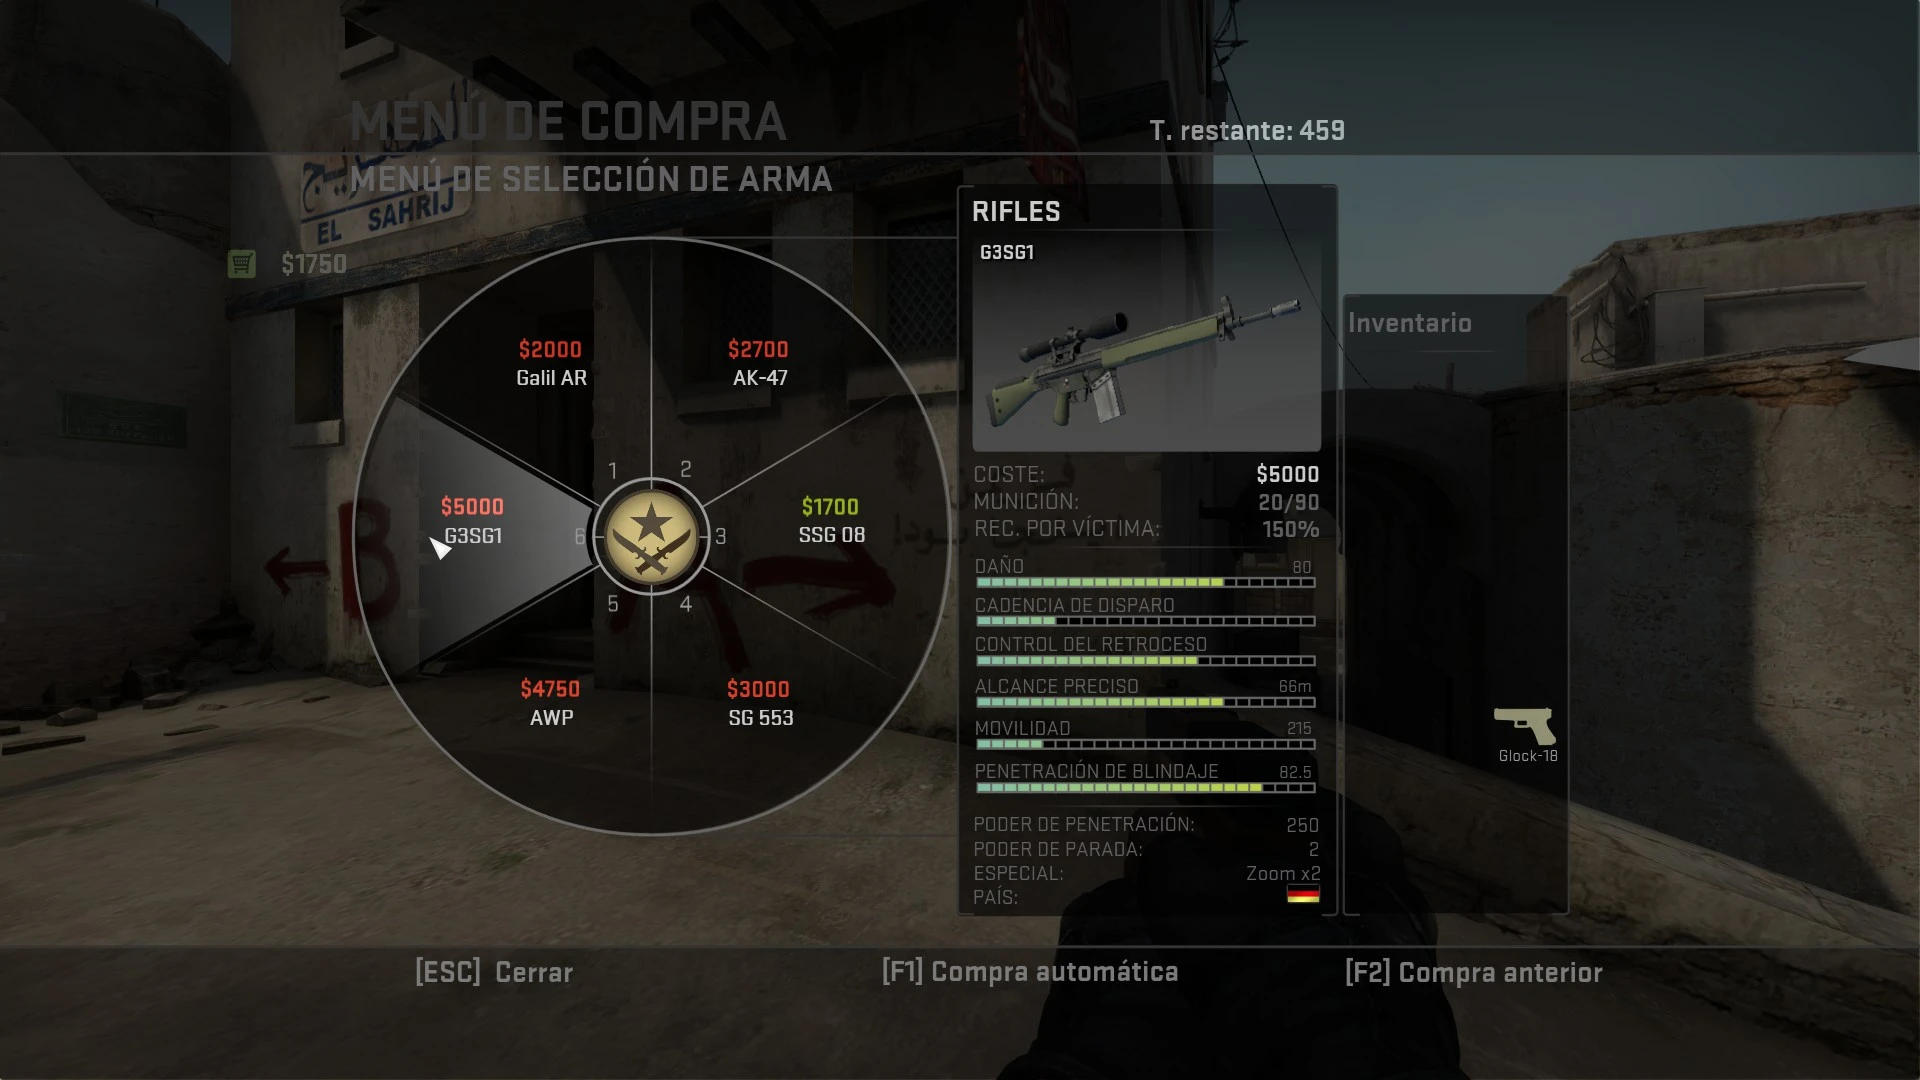 MENÚ DE COMPRA
T. restante: 459
MENÚ DE SELECCIÓN DE ARMA
EL SAHRIJ
$1750
RIFLES
G3SG1
$2000
Galil AR
$2700
AK-47
$5000
G3SG1
$1700
SSG 08
$4750
AWP
$3000
SG 553
1
2
3
4
5
6
COSTE: $5000
MUNICIÓN: 20/90
REC. POR VÍCTIMA: 150%
DAÑO 80
CADENCIA DE DISPARO
CONTROL DEL RETROCESO
ALCANCE PRECISO 66m
MOVILIDAD 215
PENETRACIÓN DE BLINDAJE 82.5
PODER DE PENETRACIÓN: 250
PODER DE PARADA: 2
ESPECIAL: Zoom x2
PAÍS:
Inventario
Glock-18
B
[ESC] Cerrar
[F1] Compra automática
[F2] Compra anterior